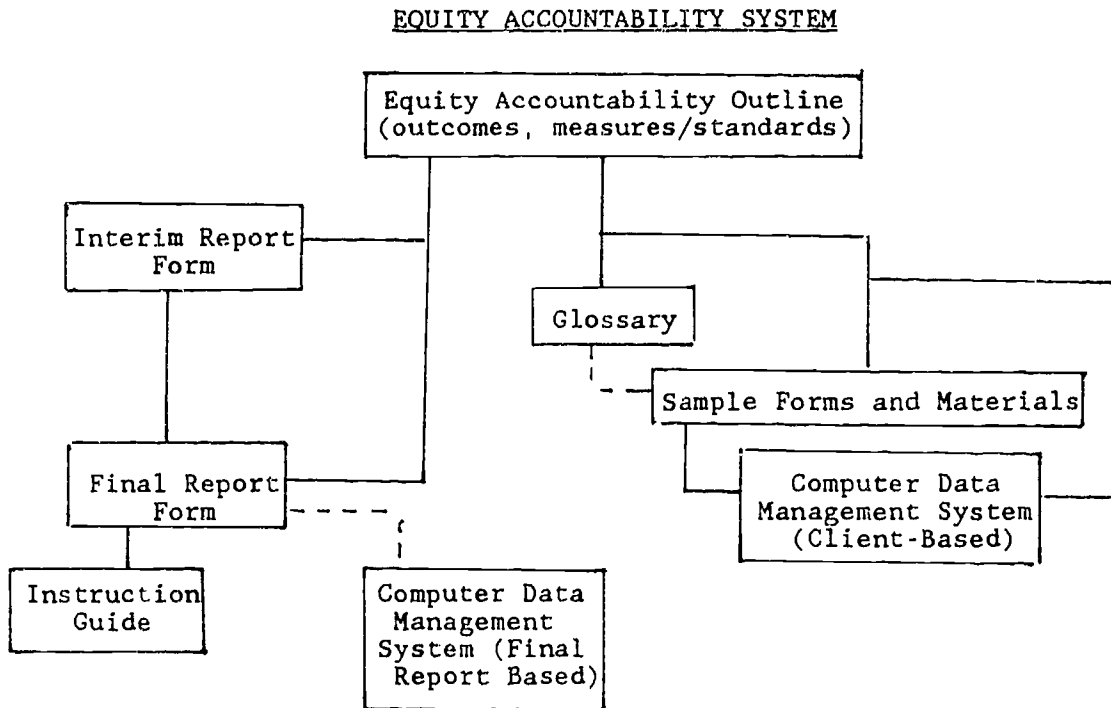 EQUITY ACCOUNTABILITY SYSTEM
Equity Accountability Outline
(outcomes, measures/standards)
Interim Report
Form
Glossary
Sample Forms and Materials
Final Report
Form
Computer Data
Management System
(Client-Based)
Instruction
Guide
Computer Data
Management
System (Final
Report Based)